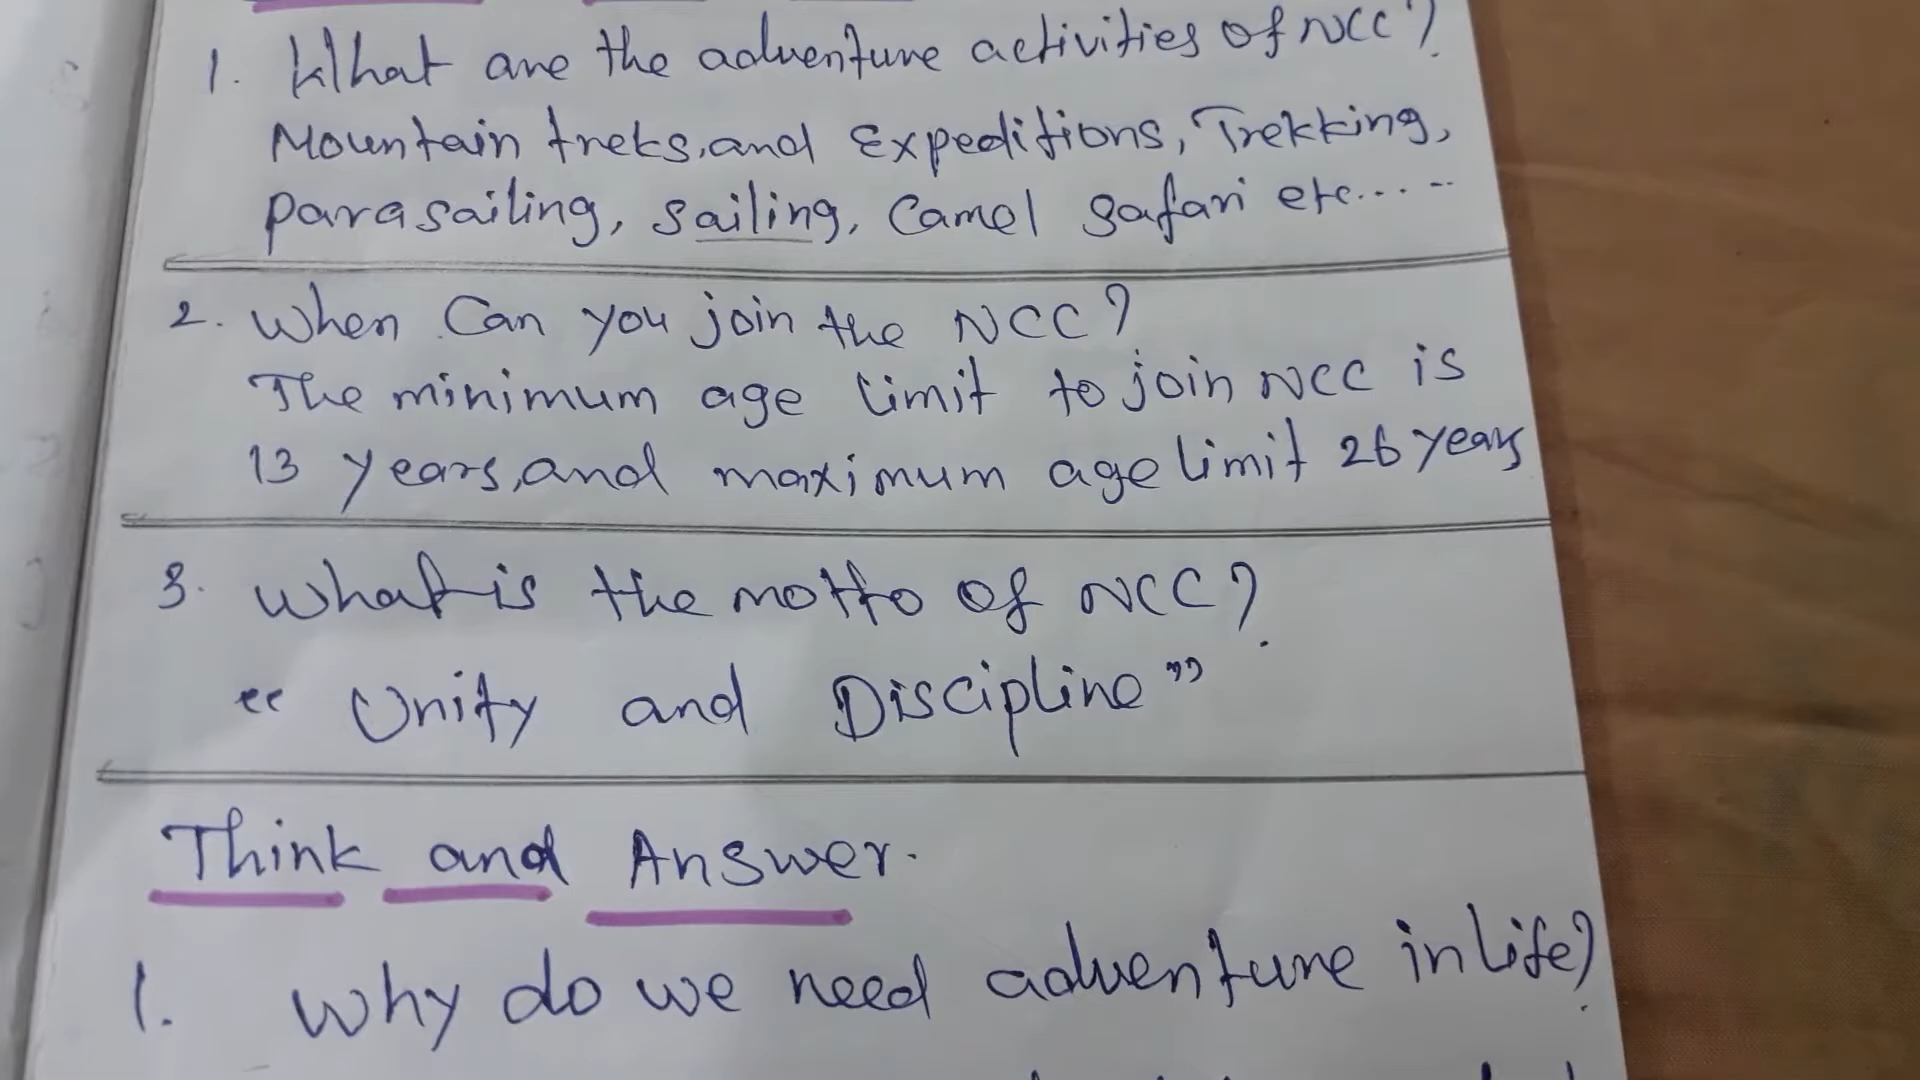 1. What are the adventure activities of NCC?
Mountain treks, and Expeditions, Trekking,
parasailing, sailing, Camel Safari etc.....
2. When Can you join the NCC?
The minimum age limit to join NCC is
13 years, and maximum age limit 26 years
3. What is the motto of NCC?
"Unity and Discipline"
Think and Answer.
1. Why do we need adventure in life?